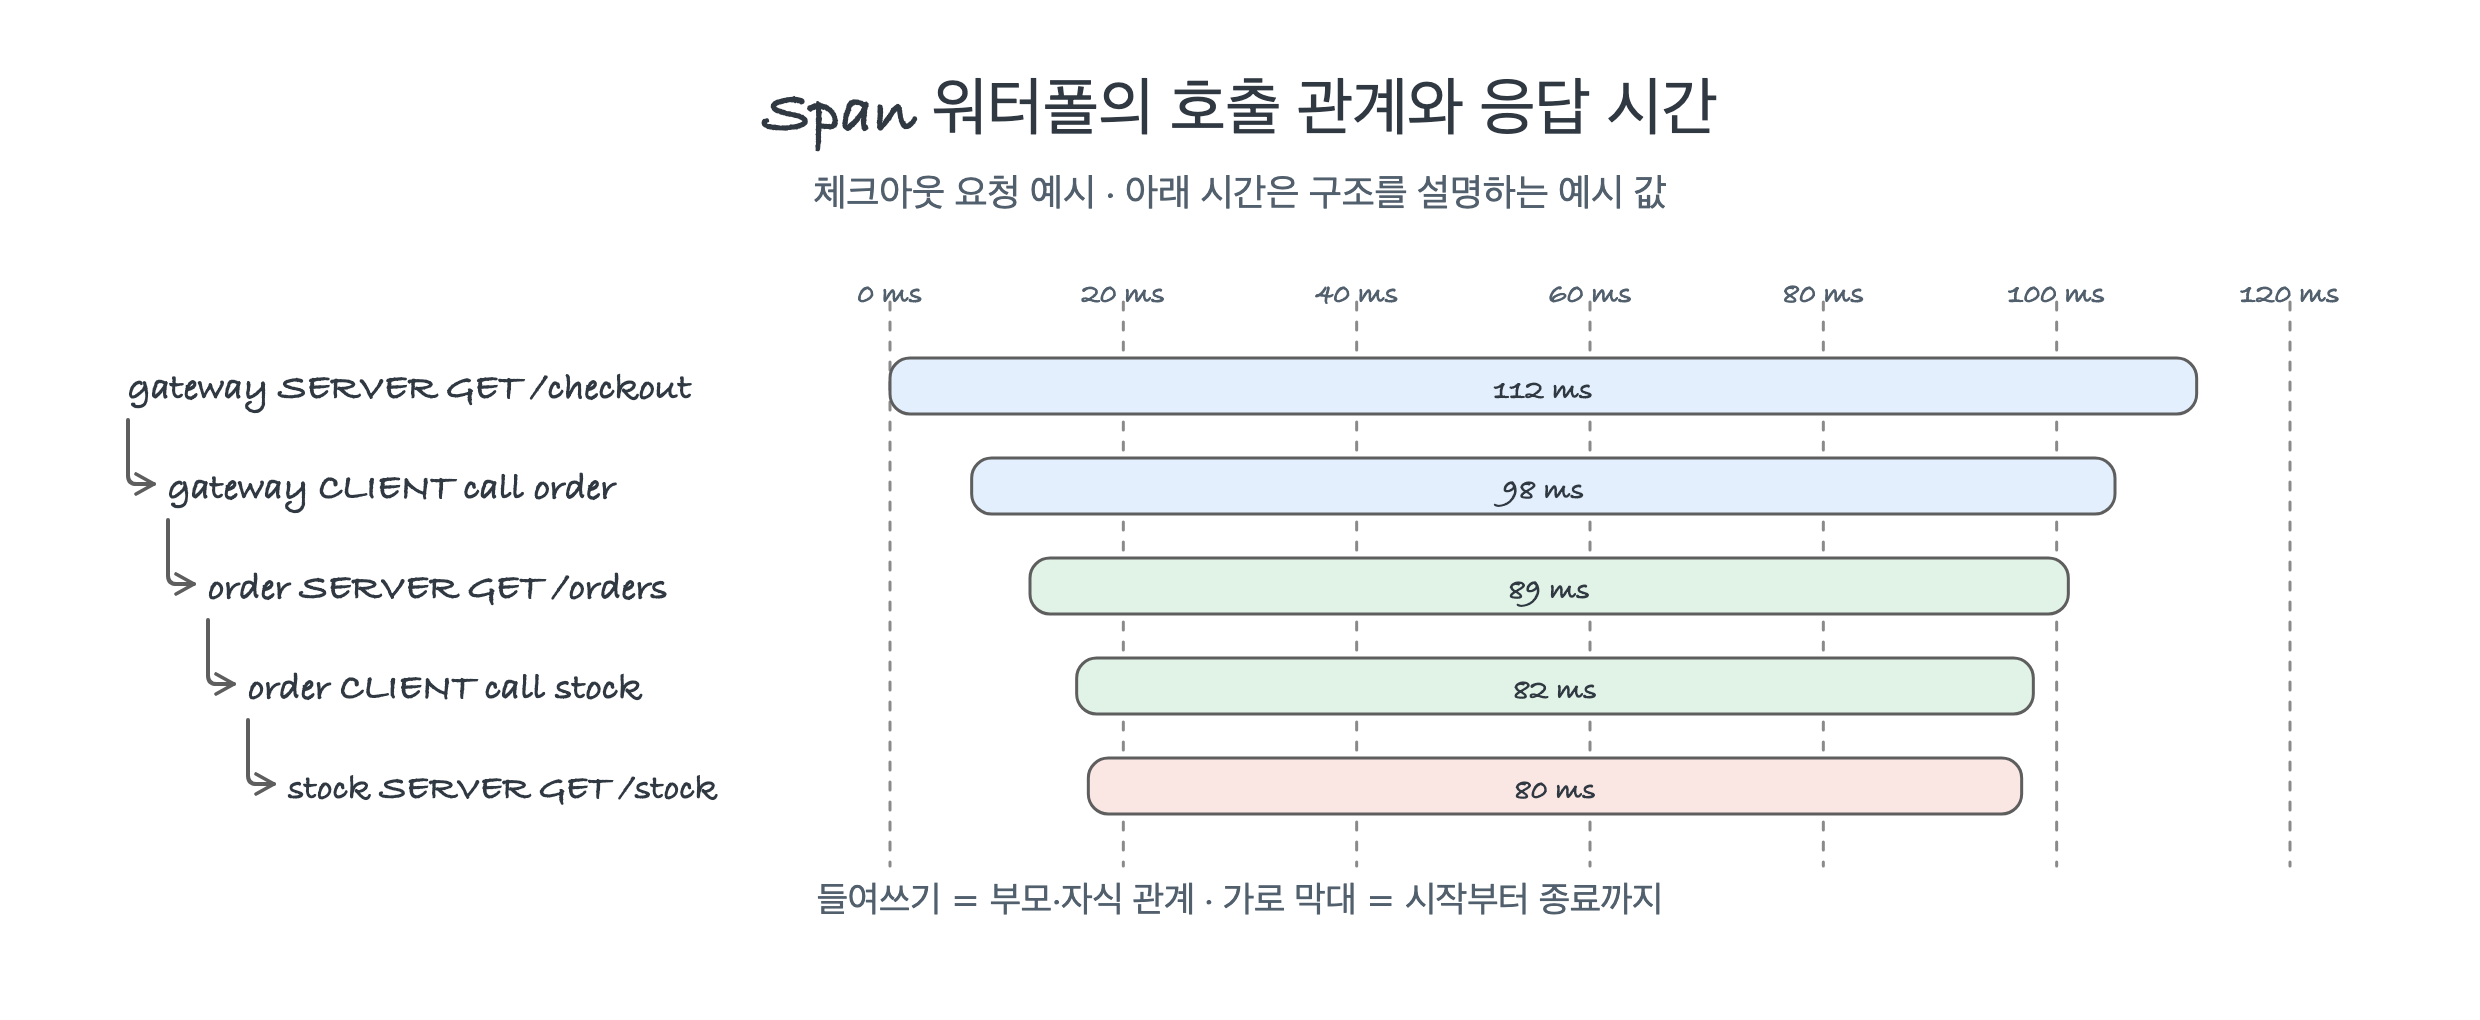 Span 워터폴의 호출 관계와 응답 시간
체크아웃 요청 예시 · 아래 시간은 구조를 설명하는 예시 값
0 ms 20 ms 40 ms 60 ms 80 ms 100 ms 120 ms
gateway SERVER GET /checkout 112 ms
gateway CLIENT call order 98 ms
order SERVER GET /orders 89 ms
order CLIENT call stock 82 ms
stock SERVER GET /stock 80 ms
들여쓰기 = 부모·자식 관계 · 가로 막대 = 시작부터 종료까지